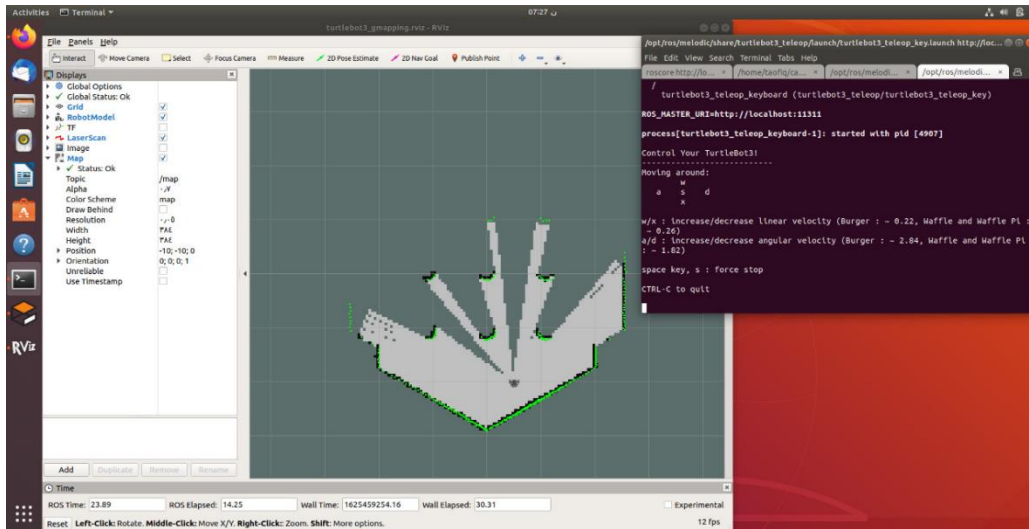 Activities
Terminal
07:27 ن
turtlebot3_gmapping.rviz - RViz
File Panels Help
Interact Move Camera Select Focus Camera Measure 2D Pose Estimate 2D Nav Goal Publish Point
Displays
Global Options
Global Status: Ok
Grid
RobotModel
TF
LaserScan
Image
Map
Status: Ok
Topic /map
Alpha ٠٫٧
Color Scheme map
Draw Behind
Resolution ٠٫٠٥
Width ٣٨٤
Height ٣٨٤
Position -10; -10; 0
Orientation 0; 0; 0; 1
Unreliable
Use Timestamp
Add Duplicate Remove Rename
Time
ROS Time: 23.89 ROS Elapsed: 14.25 Wall Time: 1625459254.16 Wall Elapsed: 30.31 Experimental
Reset Left-Click: Rotate. Middle-Click: Move X/Y. Right-Click: Zoom. Shift: More options. 12 fps
RViz
/opt/ros/melodic/share/turtlebot3_teleop/launch/turtlebot3_teleop_key.launch http://loc...
File Edit View Search Terminal Tabs Help
roscore http://lo... /home/taofiq/ca... /opt/ros/melodi... /opt/ros/melodi...
/
turtlebot3_teleop_keyboard (turtlebot3_teleop/turtlebot3_teleop_key)
ROS_MASTER_URI=http://localhost:11311
process[turtlebot3_teleop_keyboard-1]: started with pid [4907]
Control Your TurtleBot3!
---------------------------
Moving around:
w
a s d
x
w/x : increase/decrease linear velocity (Burger : ~ 0.22, Waffle and Waffle Pi :
~ 0.26)
a/d : increase/decrease angular velocity (Burger : ~ 2.84, Waffle and Waffle Pi
: ~ 1.82)
space key, s : force stop
CTRL-C to quit